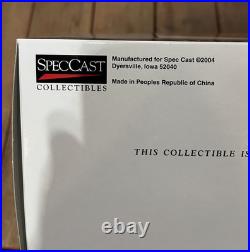 SPECCAST
COLLECTIBLES
Manufactured for Spec Cast ©2004
Dyersville, Iowa 52040
Made in Peoples Republic of China
THIS COLLECTIBLE IS
watermarked